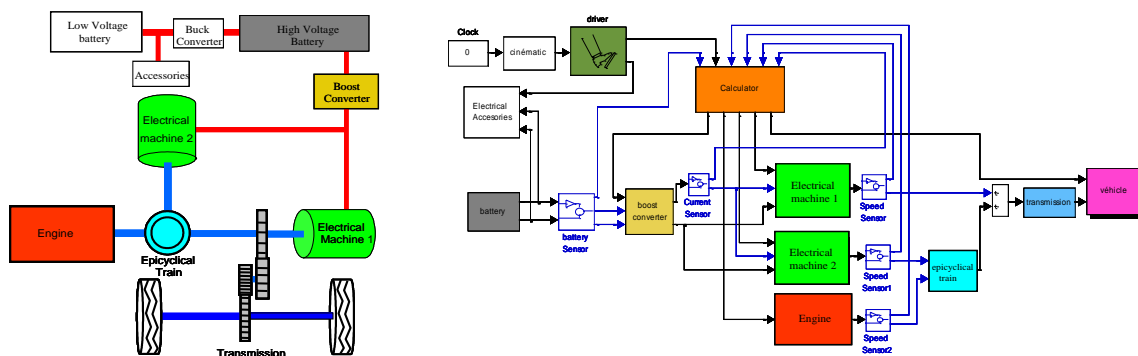 Low Voltage
battery
Buck
Converter
High Voltage
Battery
Accessories
Boost
Converter
Electrical
machine 2
Engine
Epicyclical
Train
Electrical
Machine 1
Transmission
Clock
0
cinématic
driver
Electrical
Accesories
Calculator
battery
battery
Sensor
boost
converter
Current
Sensor
Electrical
machine 1
Speed
Sensor
Electrical
machine 2
Speed
Sensor1
Engine
Speed
Sensor2
epicyclical
train
+
+
transmission
véhicle